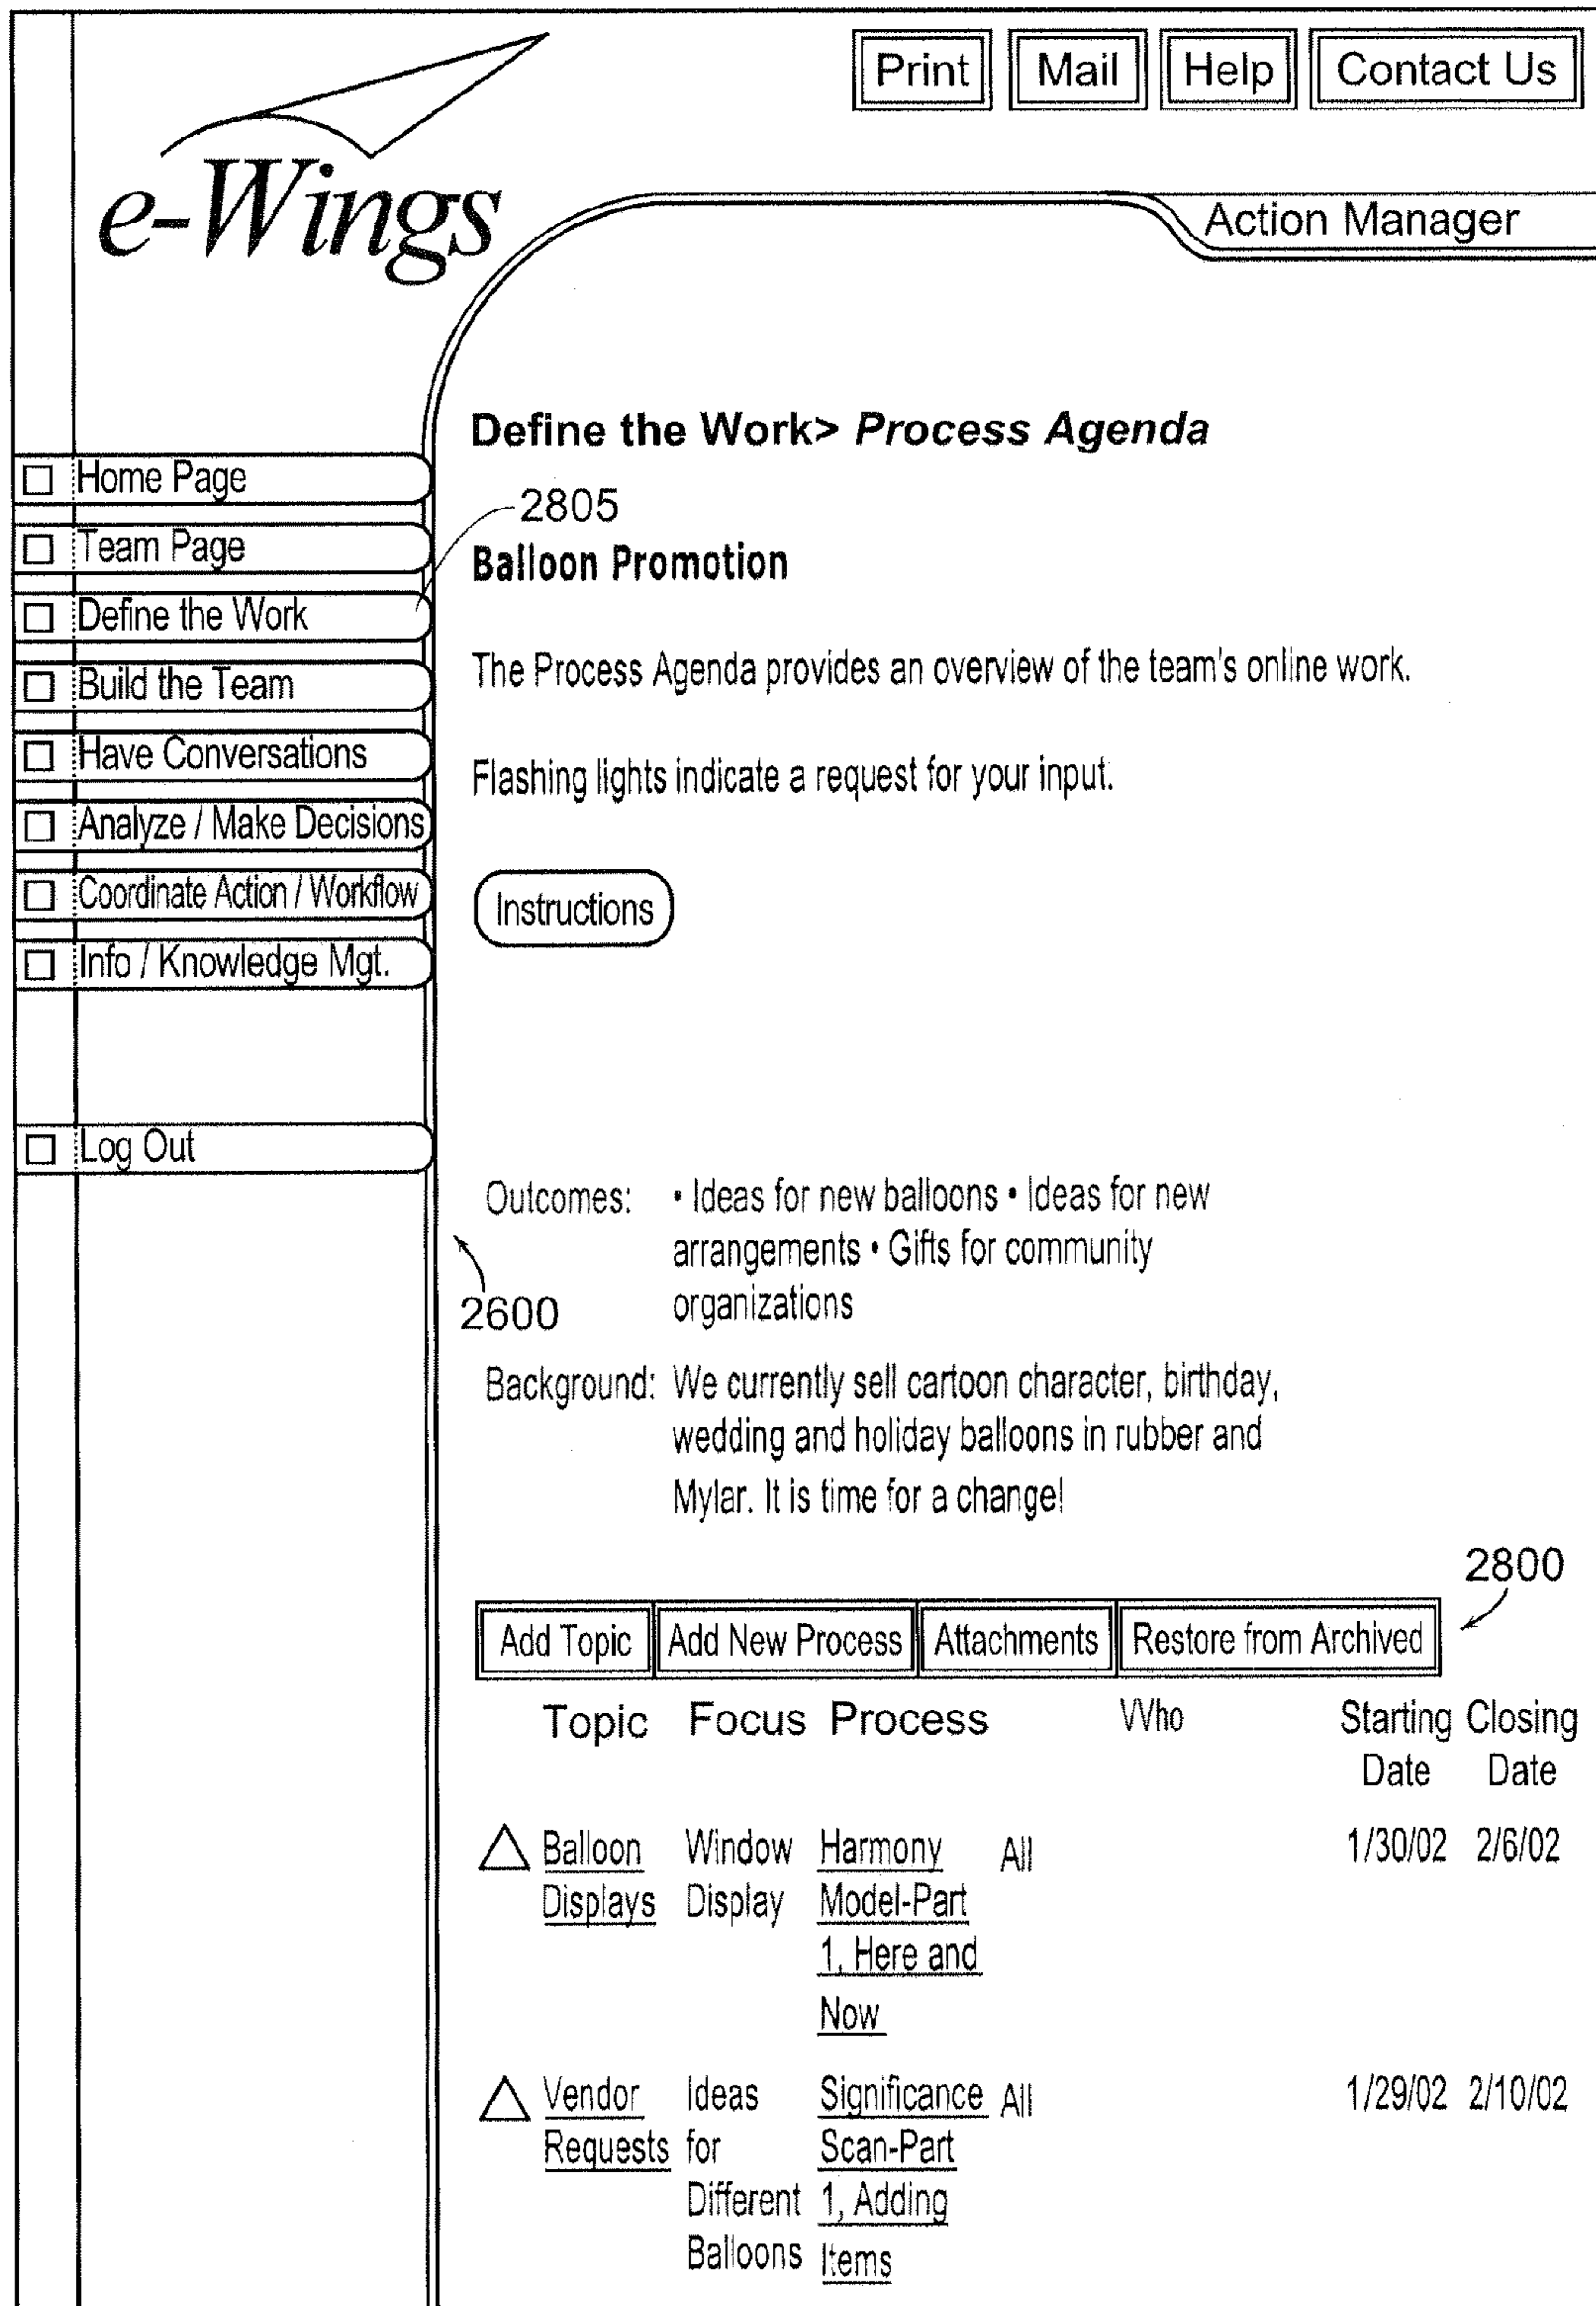 Print Mail Help Contact Us
e-Wings
Action Manager
Define the Work> Process Agenda
Home Page
2805
Team Page
Balloon Promotion
Define the Work
Build the Team
The Process Agenda provides an overview of the team's online work.
Have Conversations
Flashing lights indicate a request for your input.
Analyze / Make Decisions
Coordinate Action / Workflow
Instructions
Info / Knowledge Mgt.
Log Out
Outcomes: • Ideas for new balloons • Ideas for new
arrangements • Gifts for community
2600 organizations
Background: We currently sell cartoon character, birthday,
wedding and holiday balloons in rubber and
Mylar. It is time for a change!
2800
Add Topic Add New Process Attachments Restore from Archived
Topic Focus Process Who Starting Closing
Date Date
Balloon Window Harmony All 1/30/02 2/6/02
Displays Display Model-Part
1, Here and
Now
Vendor Ideas Significance All 1/29/02 2/10/02
Requests for Scan-Part
Different 1, Adding
Balloons Items